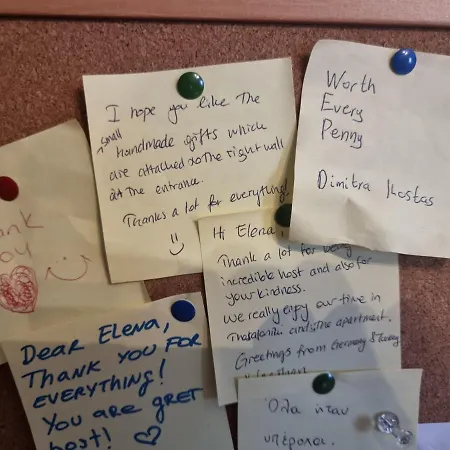 I hope you like the
small
handmade gifts which
are attached to the right wall
at the entrance.
Thanks a lot for everything!
Worth
Every
Penny
Dimitra Kostas
Thank
you
Hi Elena,
Thank a lot for being
incredible host and also for
your kindness.
We really enjoy our time in
and the apartment.
Greetings from Germany &
Dear Elena,
THANK YOU FOR
EVERYTHING!
You are GRET
host!
Όλα ήταν
υπέροχα.